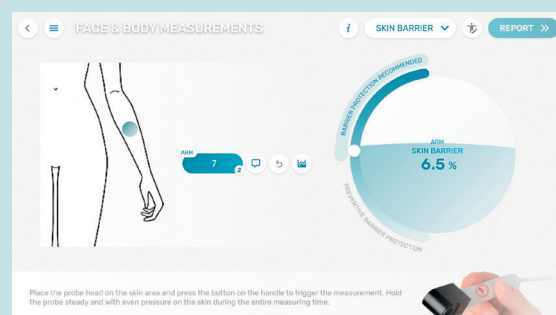 FACE & BODY MEASUREMENTS
i
SKIN BARRIER
REPORT
BARRIER PROTECTION RECOMMENDED
ARM
7
2
ARM
SKIN BARRIER
6.5 %
PREVENTIVE BARRIER PROTECTION
Place the probe head on the skin area and press the button on the handle to trigger the measurement. Hold
the probe steady and with even pressure on the skin during the entire measuring time.